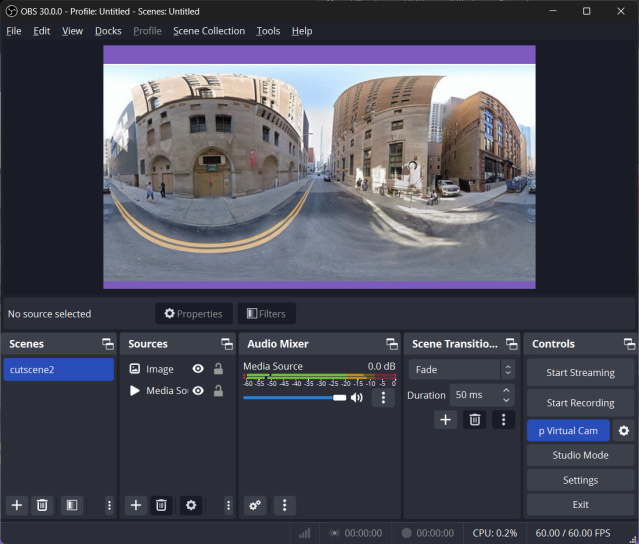 OBS 30.0.0 - Profile: Untitled - Scenes: Untitled
File Edit View Docks Profile Scene Collection Tools Help
No source selected
Properties
Filters
Scenes
cutscene2
Sources
Image
Media So
Audio Mixer
Media Source 0.0 dB
-60 -55 -50 -45 -40 -35 -30 -25 -20 -15 -10 -5 0
Scene Transitio...
Fade
Duration 50 ms
Controls
Start Streaming
Start Recording
p Virtual Cam
Studio Mode
Settings
Exit
00:00:00
00:00:00
CPU: 0.2%
60.00 / 60.00 FPS